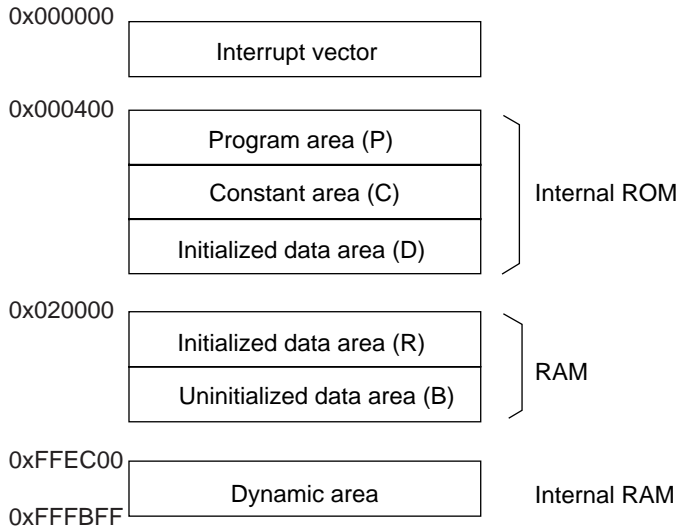 0x000000
Interrupt vector
0x000400
Program area (P)
Constant area (C)
Internal ROM
Initialized data area (D)
0x020000
Initialized data area (R)
RAM
Uninitialized data area (B)
0xFFEC00
Dynamic area
Internal RAM
0xFFFBFF